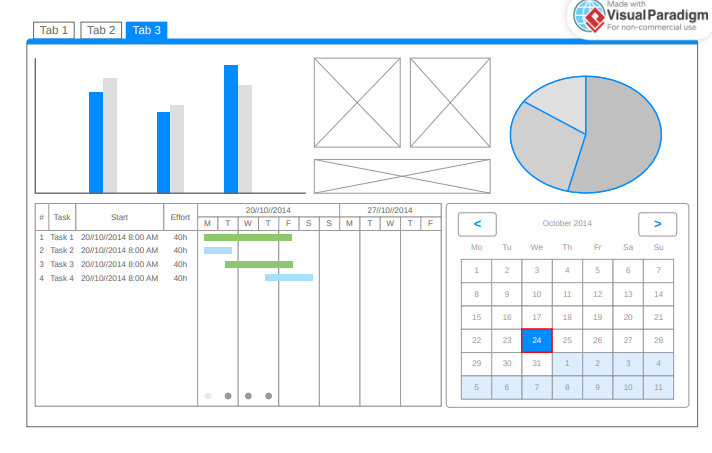 Made with
Visual Paradigm
For non-commercial use
Tab 1 Tab 2 Tab 3
# Task Start Effort 20//10//2014 27//10//2014
M T W T F S S M T W T F
1 Task 1 20//10//2014 8:00 AM 40h
2 Task 2 20//10//2014 8:00 AM 40h
3 Task 3 20//10//2014 8:00 AM 40h
4 Task 4 20//10//2014 8:00 AM 40h
< October 2014 >
Mo Tu We Th Fr Sa Su
1 2 3 4 5 6 7
8 9 10 11 12 13 14
15 16 17 18 19 20 21
22 23 24 25 26 27 28
29 30 31 1 2 3 4
5 6 7 8 9 10 11